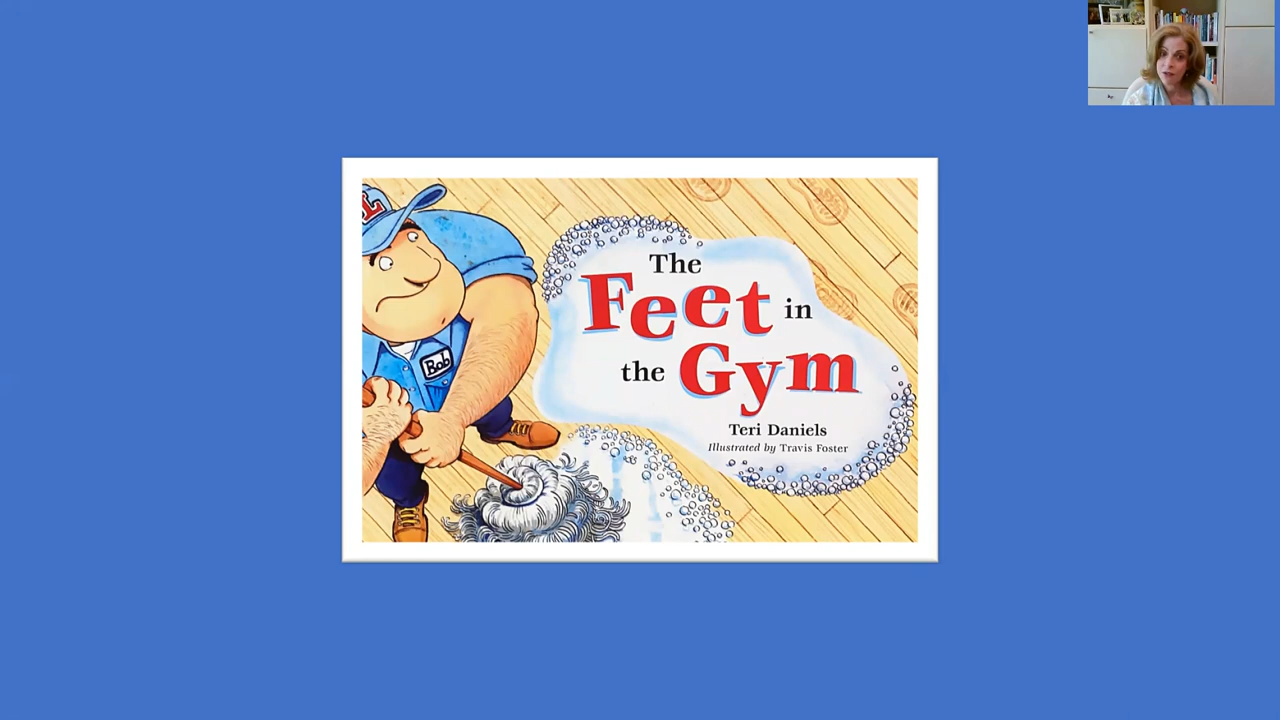 L
Bob
The
Feet in
the Gym
Teri Daniels
Illustrated by Travis Foster